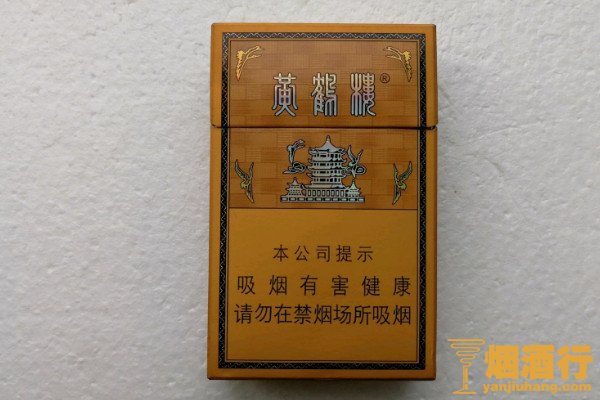 黄鹤楼®
本公司提示
吸烟有害健康
请勿在禁烟场所吸烟
烟酒行
yanjiuhang.com